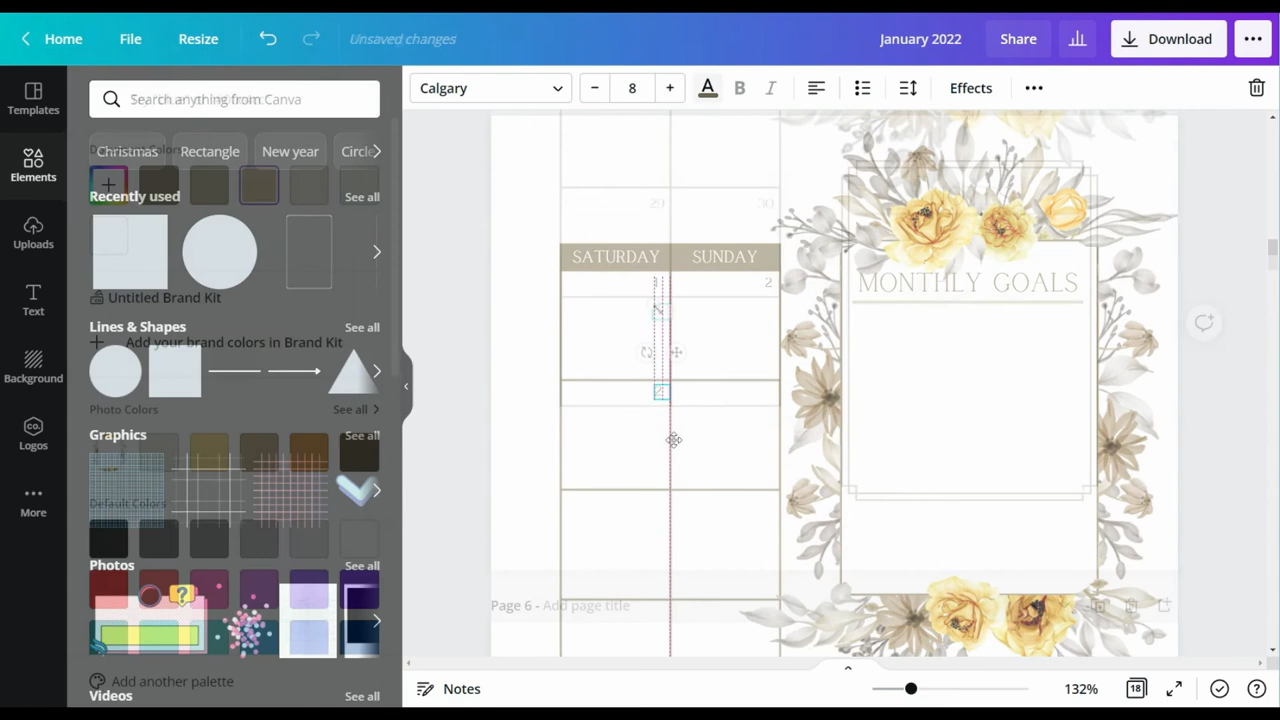 Home
File
Resize
Unsaved changes
January 2022
Share
Download
Templates
Elements
Uploads
Text
Background
Logos
More
Search anything from Canva
Christmas
Rectangle
New year
Circle
Recently used
See all
Untitled Brand Kit
Lines & Shapes
See all
Add your brand colors in Brand Kit
Photo Colors
See all
Graphics
See all
Default Colors
Photos
See all
Add another palette
Videos
See all
Calgary
8
A
B
I
Effects
29
30
SATURDAY
SUNDAY
1
2
MONTHLY GOALS
Page 6 - Add page title
Notes
132%
18